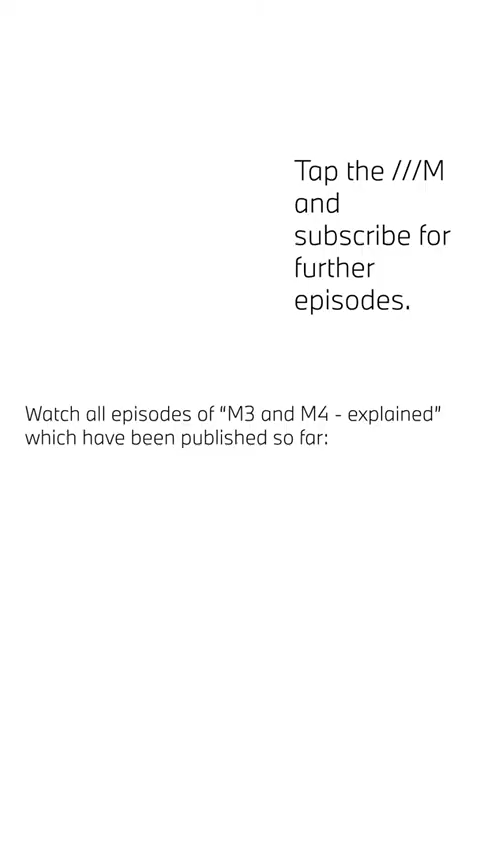 Tap the ///M
and
subscribe for
further
episodes.
Watch all episodes of “M3 and M4 - explained”
which have been published so far: